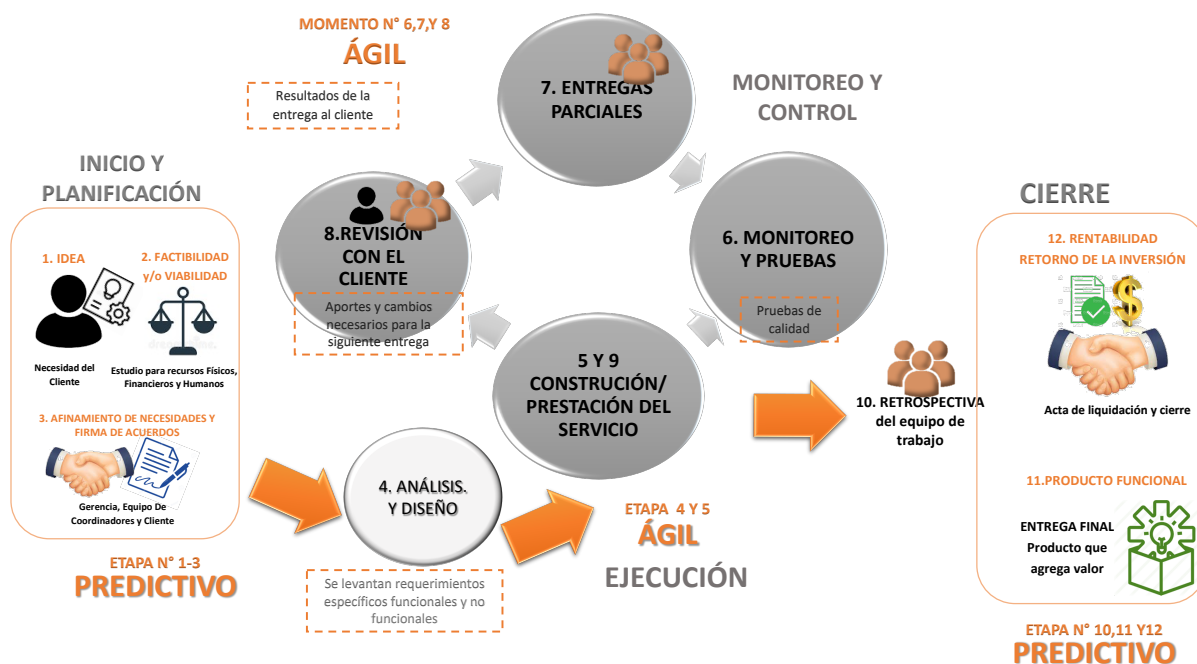 MOMENTO N° 6,7,Y 8
ÁGIL
Resultados de la
entrega al cliente
7. ENTREGAS
PARCIALES
MONITOREO Y
CONTROL
INICIO Y
PLANIFICACIÓN
1. IDEA
Necesidad del
Cliente
2. FACTIBILIDAD
y/o VIABILIDAD
Estudio para recursos Físicos,
Financieros y Humanos
3. AFINAMIENTO DE NECESIDADES Y
FIRMA DE ACUERDOS
Gerencia, Equipo De
Coordinadores y Cliente
ETAPA N° 1-3
PREDICTIVO
8.REVISIÓN
CON EL
CLIENTE
Aportes y cambios
necesarios para la
siguiente entrega
6. MONITOREO
Y PRUEBAS
Pruebas de
calidad
5 Y 9
CONSTRUCIÓN/
PRESTACIÓN DEL
SERVICIO
4. ANÁLISIS.
Y DISEÑO
Se levantan requerimientos
específicos funcionales y no
funcionales
ETAPA 4 Y 5
ÁGIL
EJECUCIÓN
10. RETROSPECTIVA
del equipo de
trabajo
CIERRE
12. RENTABILIDAD
RETORNO DE LA INVERSIÓN
$
Acta de liquidación y cierre
11.PRODUCTO FUNCIONAL
ENTREGA FINAL
Producto que
agrega valor
ETAPA N° 10,11 Y12
PREDICTIVO